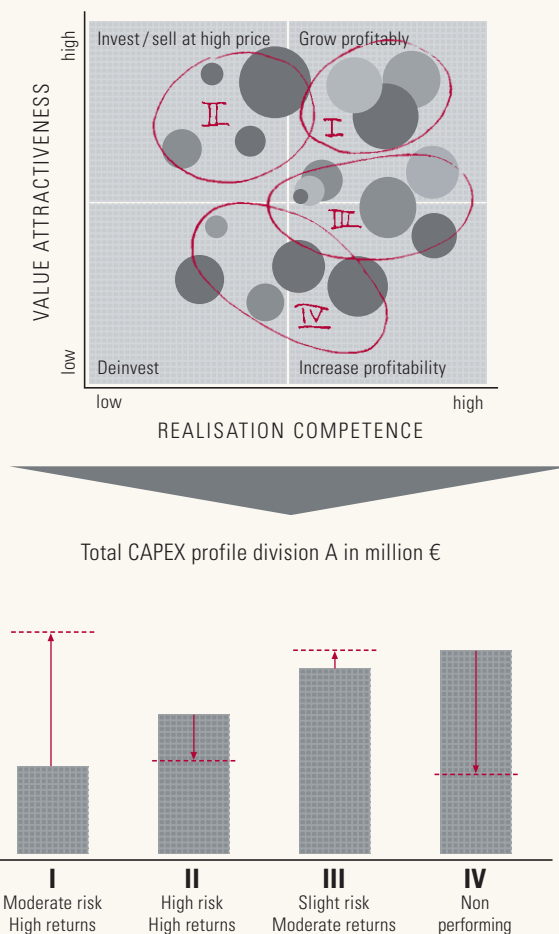 Invest / sell at high price
Grow profitably
high
VALUE ATTRACTIVENESS
II
I
III
IV
low
Deinvest
Increase profitability
low
high
REALISATION COMPETENCE
Total CAPEX profile division A in million €
I
Moderate risk
High returns
II
High risk
High returns
III
Slight risk
Moderate returns
IV
Non
performing